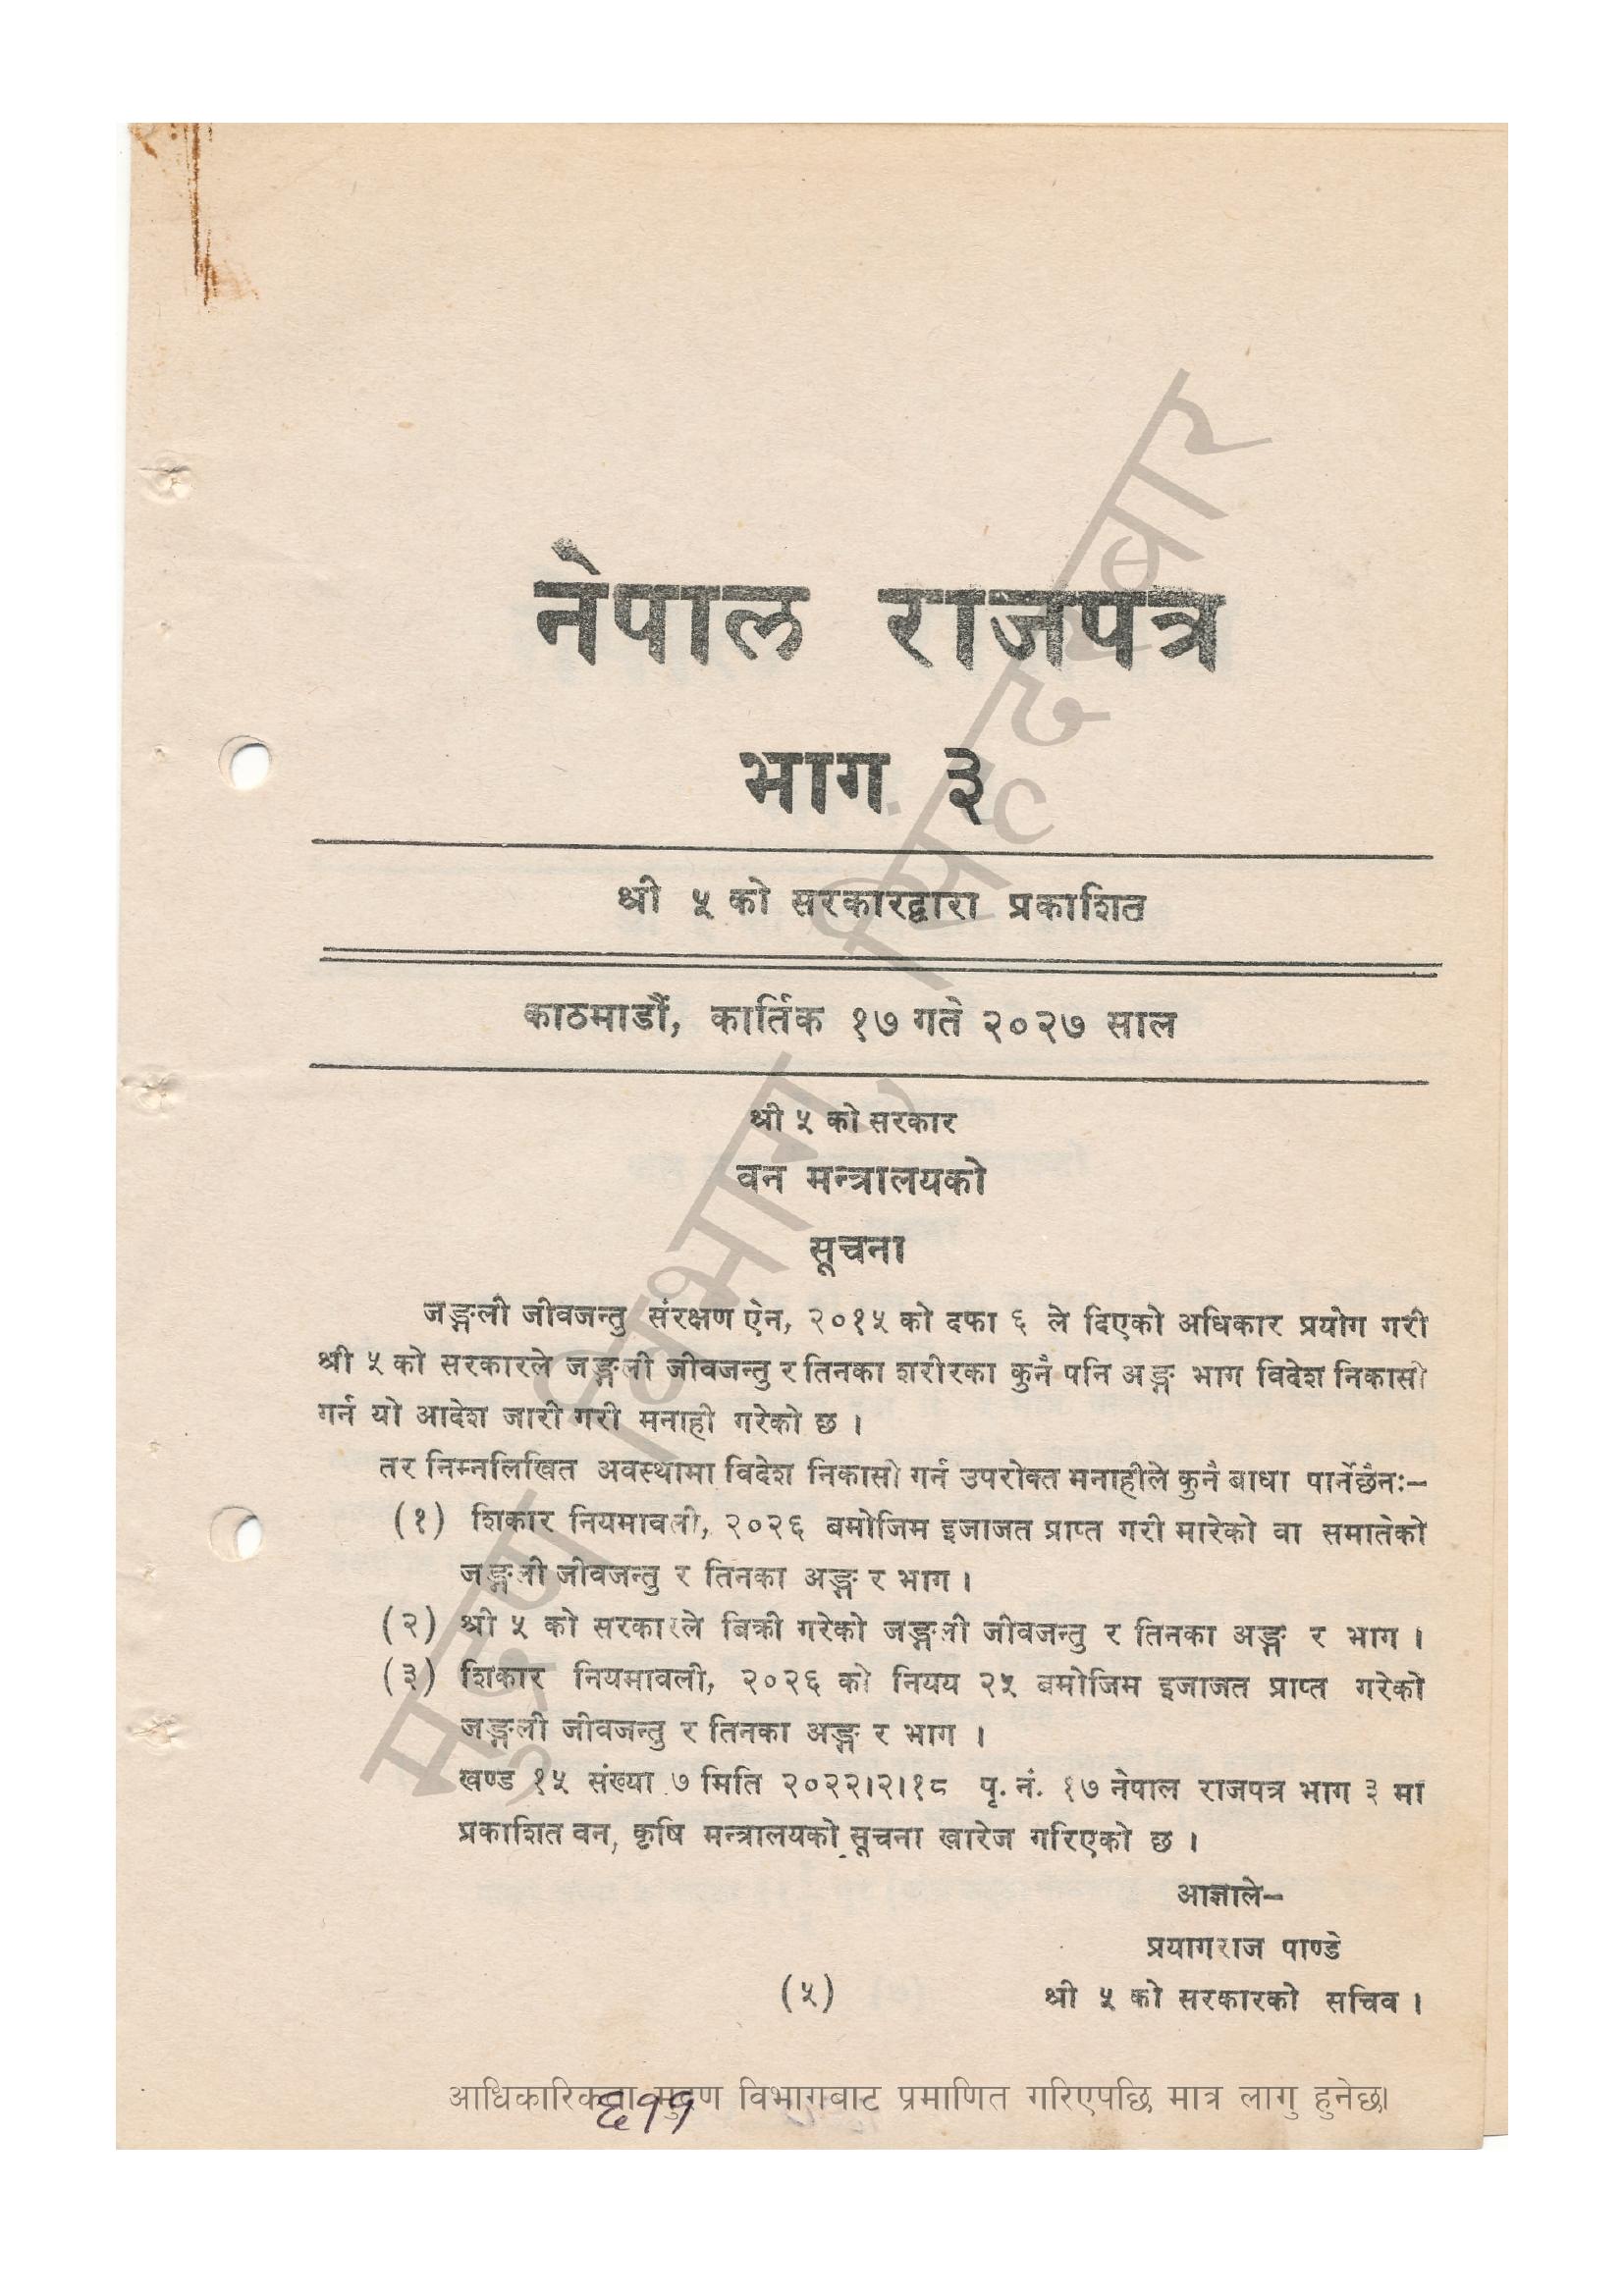 नेपाल राजपत्र
भाग ३
श्री ५ को सरकारद्वारा प्रकाशित
काठमाडौं, कार्तिक १७ गते २०२७ साल
श्री ५ को सरकार
वन मन्त्रालयको
सूचना
जङ्गली जीवजन्तु संरक्षण ऐन, २०१५ को दफा ६ ले दिएको अधिकार प्रयोग गरी
श्री ५ को सरकारले जङ्गली जीवजन्तु र तिनका शरीरका कुनै पनि अङ्ग भाग विदेश निकासी
गर्न यो आदेश जारी गरी मनाही गरेको छ ।
तर निम्नलिखित अवस्थामा विदेश निकासी गर्न उपरोक्त मनाहीले कुनै बाधा पार्नेछैनः–
(१) शिकार नियमावली, २०२६ बमोजिम इजाजत प्राप्त गरी मारेको वा समातेको
जङ्गली जीवजन्तु र तिनका अङ्ग र भाग ।
(२) श्री ५ को सरकारले बिक्री गरेको जङ्गली जीवजन्तु र तिनका अङ्ग र भाग ।
(३) शिकार नियमावली, २०२६ को नियय २५ बमोजिम इजाजत प्राप्त गरेको
जङ्गली जीवजन्तु र तिनका अङ्ग र भाग ।
खण्ड १५ संख्या ७ मिति २०२२।२।१८ पृ. नं. १७ नेपाल राजपत्र भाग ३ मा
प्रकाशित वन, कृषि मन्त्रालयको सूचना खारेज गरिएको छ ।
आज्ञाले–
प्रयागराज पाण्डे
(५) श्री ५ को सरकारको सचिव ।
आधिकारिकता मुद्रण विभागबाट प्रमाणित गरिएपछि मात्र लागु हुनेछ।
मुद्रण विभाग, सिंहदरबार